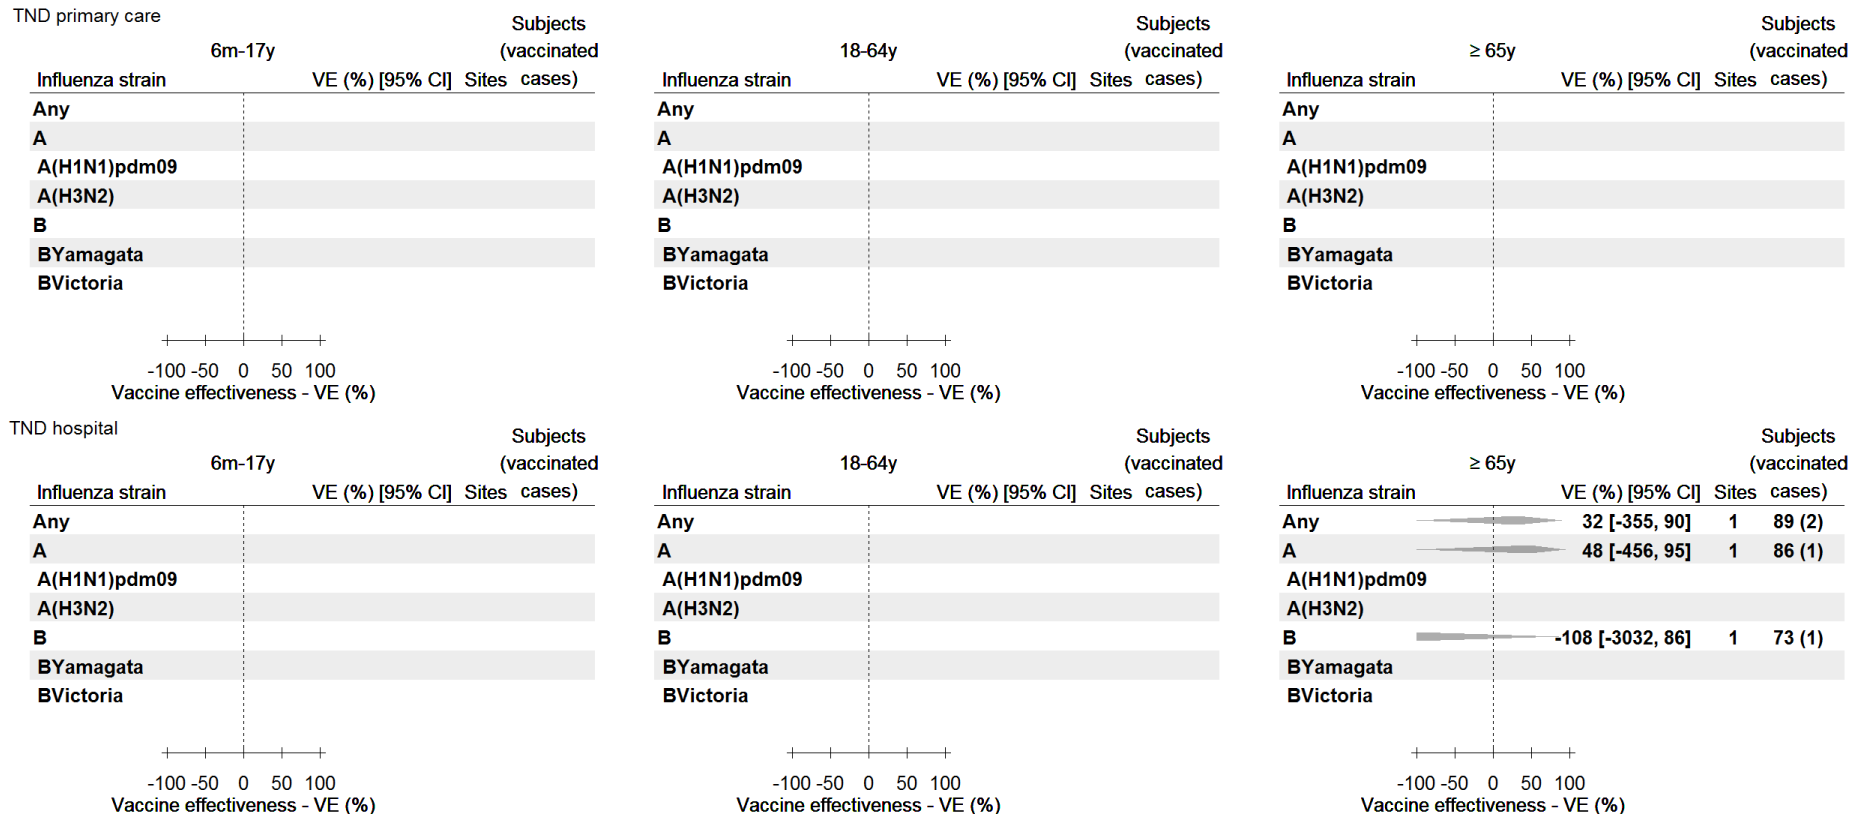 TND primary care
6m-17y
Subjects
(vaccinated
Influenza strain VE (%) [95% CI] Sites cases)
Any
A
A(H1N1)pdm09
A(H3N2)
B
BYamagata
BVictoria
-100 -50 0 50 100
Vaccine effectiveness - VE (%)
18-64y
Subjects
(vaccinated
Influenza strain VE (%) [95% CI] Sites cases)
Any
A
A(H1N1)pdm09
A(H3N2)
B
BYamagata
BVictoria
-100 -50 0 50 100
Vaccine effectiveness - VE (%)
≥ 65y
Subjects
(vaccinated
Influenza strain VE (%) [95% CI] Sites cases)
Any
A
A(H1N1)pdm09
A(H3N2)
B
BYamagata
BVictoria
-100 -50 0 50 100
Vaccine effectiveness - VE (%)
TND hospital
6m-17y
Subjects
(vaccinated
Influenza strain VE (%) [95% CI] Sites cases)
Any
A
A(H1N1)pdm09
A(H3N2)
B
BYamagata
BVictoria
-100 -50 0 50 100
Vaccine effectiveness - VE (%)
18-64y
Subjects
(vaccinated
Influenza strain VE (%) [95% CI] Sites cases)
Any
A
A(H1N1)pdm09
A(H3N2)
B
BYamagata
BVictoria
-100 -50 0 50 100
Vaccine effectiveness - VE (%)
≥ 65y
Subjects
(vaccinated
Influenza strain VE (%) [95% CI] Sites cases)
Any 32 [-355, 90] 1 89 (2)
A 48 [-456, 95] 1 86 (1)
A(H1N1)pdm09
A(H3N2)
B -108 [-3032, 86] 1 73 (1)
BYamagata
BVictoria
-100 -50 0 50 100
Vaccine effectiveness - VE (%)